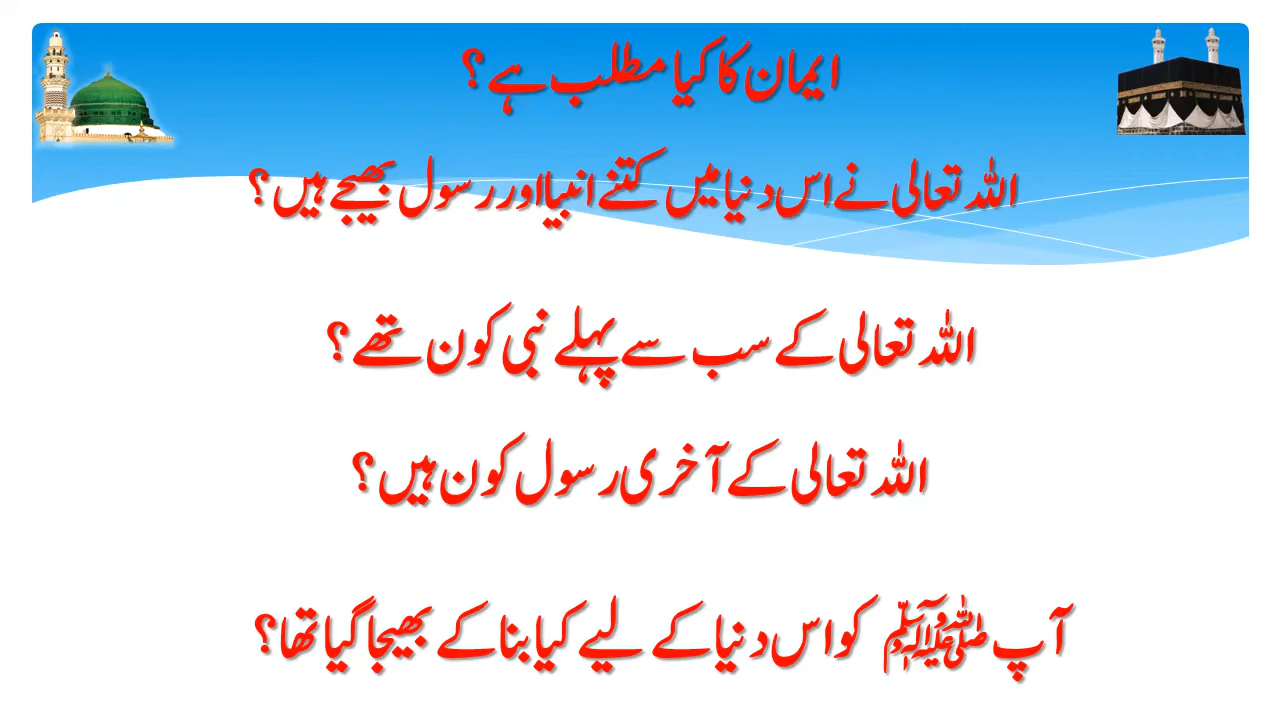 ایمان کا کیا مطلب ہے؟
اللہ تعالی نے اس دنیا میں کتنے انبیا اور رسول بھیجے ہیں؟
اللہ تعالی کے سب سے پہلے نبی کون تھے؟
اللہ تعالی کے آخری رسول کون ہیں؟
آپ ﷺ کو اس دنیا کے لیے کیا بنا کے بھیجا گیا تھا؟